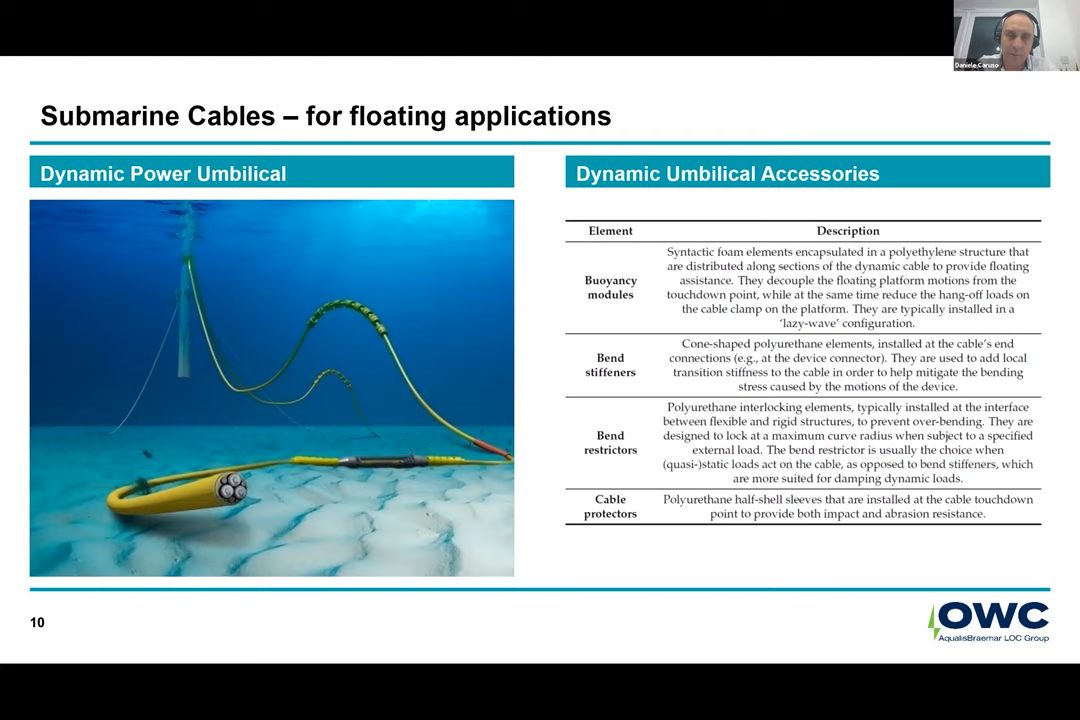 Daniele Caruso
Submarine Cables – for floating applications
Dynamic Power Umbilical
Dynamic Umbilical Accessories
Element Description
Buoyancy
modules
Syntactic foam elements encapsulated in a polyethylene structure that
are distributed along sections of the dynamic cable to provide floating
assistance. They decouple the floating platform motions from the
touchdown point, while at the same time reduce the hang-off loads on
the cable clamp on the platform. They are typically installed in a
‘lazy-wave’ configuration.
Bend
stiffeners
Cone-shaped polyurethane elements, installed at the cable’s end
connections (e.g., at the device connector). They are used to add local
transition stiffness to the cable in order to help mitigate the bending
stress caused by the motions of the device.
Bend
restrictors
Polyurethane interlocking elements, typically installed at the interface
between flexible and rigid structures, to prevent over-bending. They are
designed to lock at a maximum curve radius when subject to a specified
external load. The bend restrictor is usually the choice when
(quasi-)static loads act on the cable, as opposed to bend stiffeners, which
are more suited for damping dynamic loads.
Cable
protectors
Polyurethane half-shell sleeves that are installed at the cable touchdown
point to provide both impact and abrasion resistance.
10
OWC
AqualisBraemar LOC Group